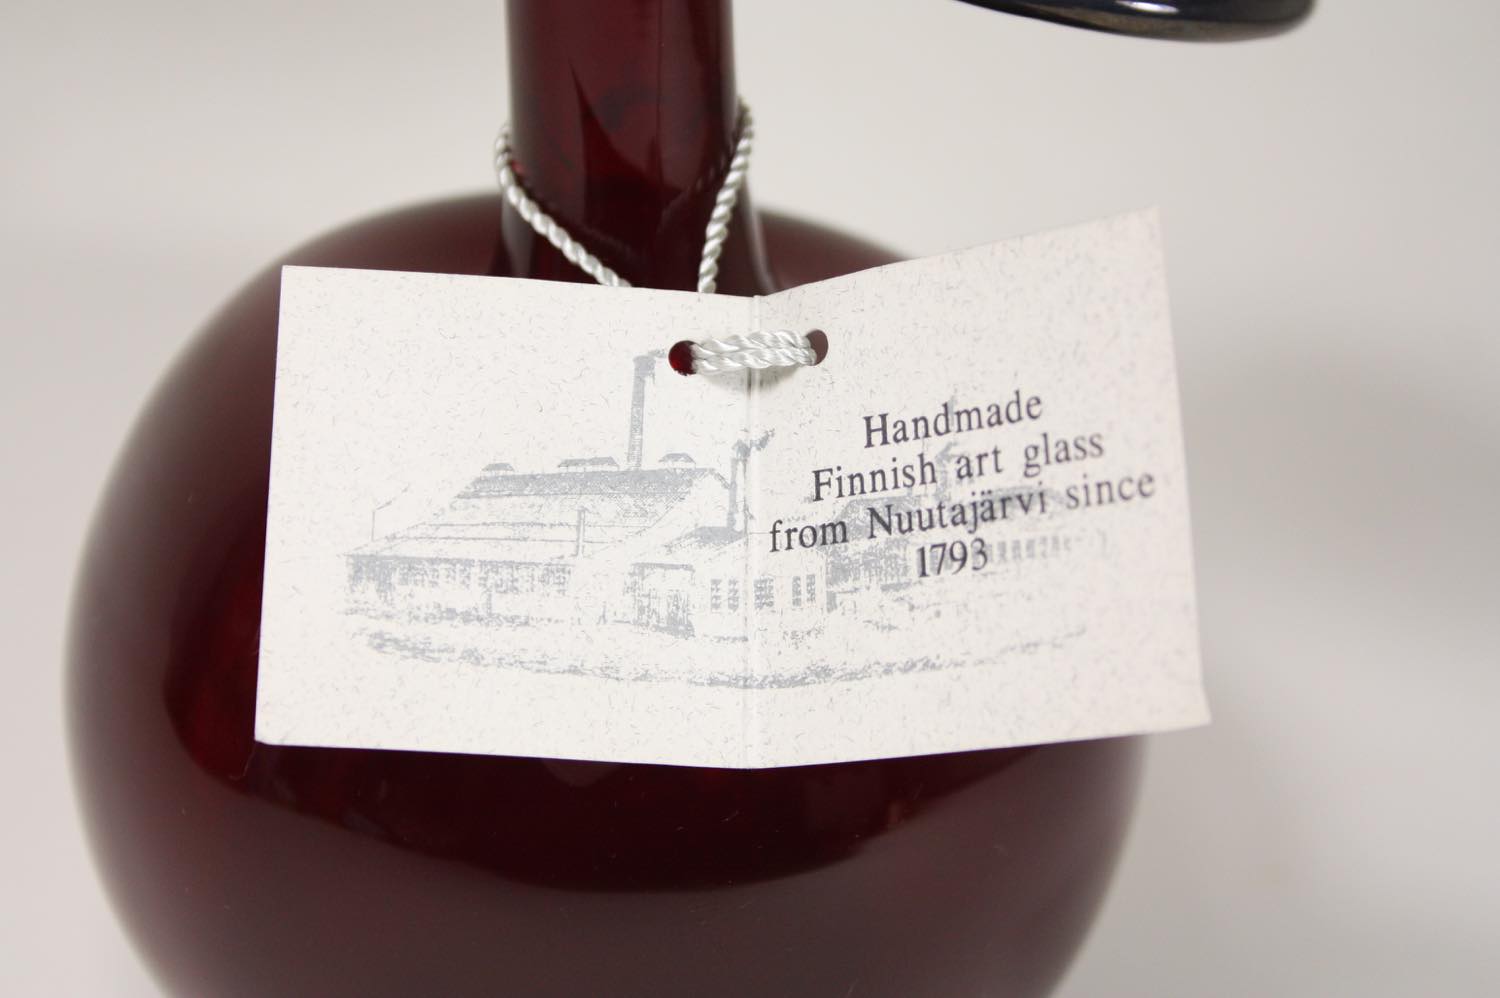 Handmade
Finnish art glass
from Nuutajärvi since
1793